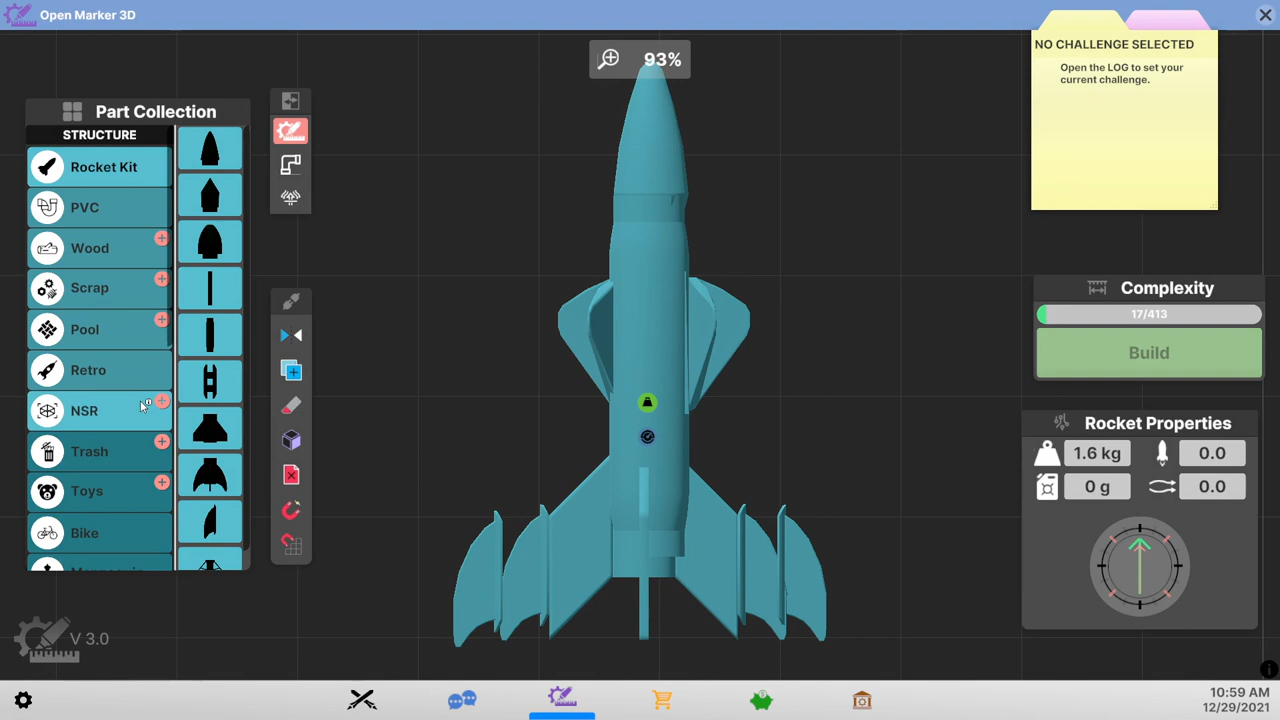 Open Marker 3D
93%
NO CHALLENGE SELECTED
Open the LOG to set your
current challenge.
Part Collection
STRUCTURE
Rocket Kit
PVC
Wood
Scrap
Pool
Retro
NSR
Trash
Toys
Bike
Complexity
17/413
Build
Rocket Properties
1.6 kg
0.0
0 g
0.0
V 3.0
10:59 AM
12/29/2021